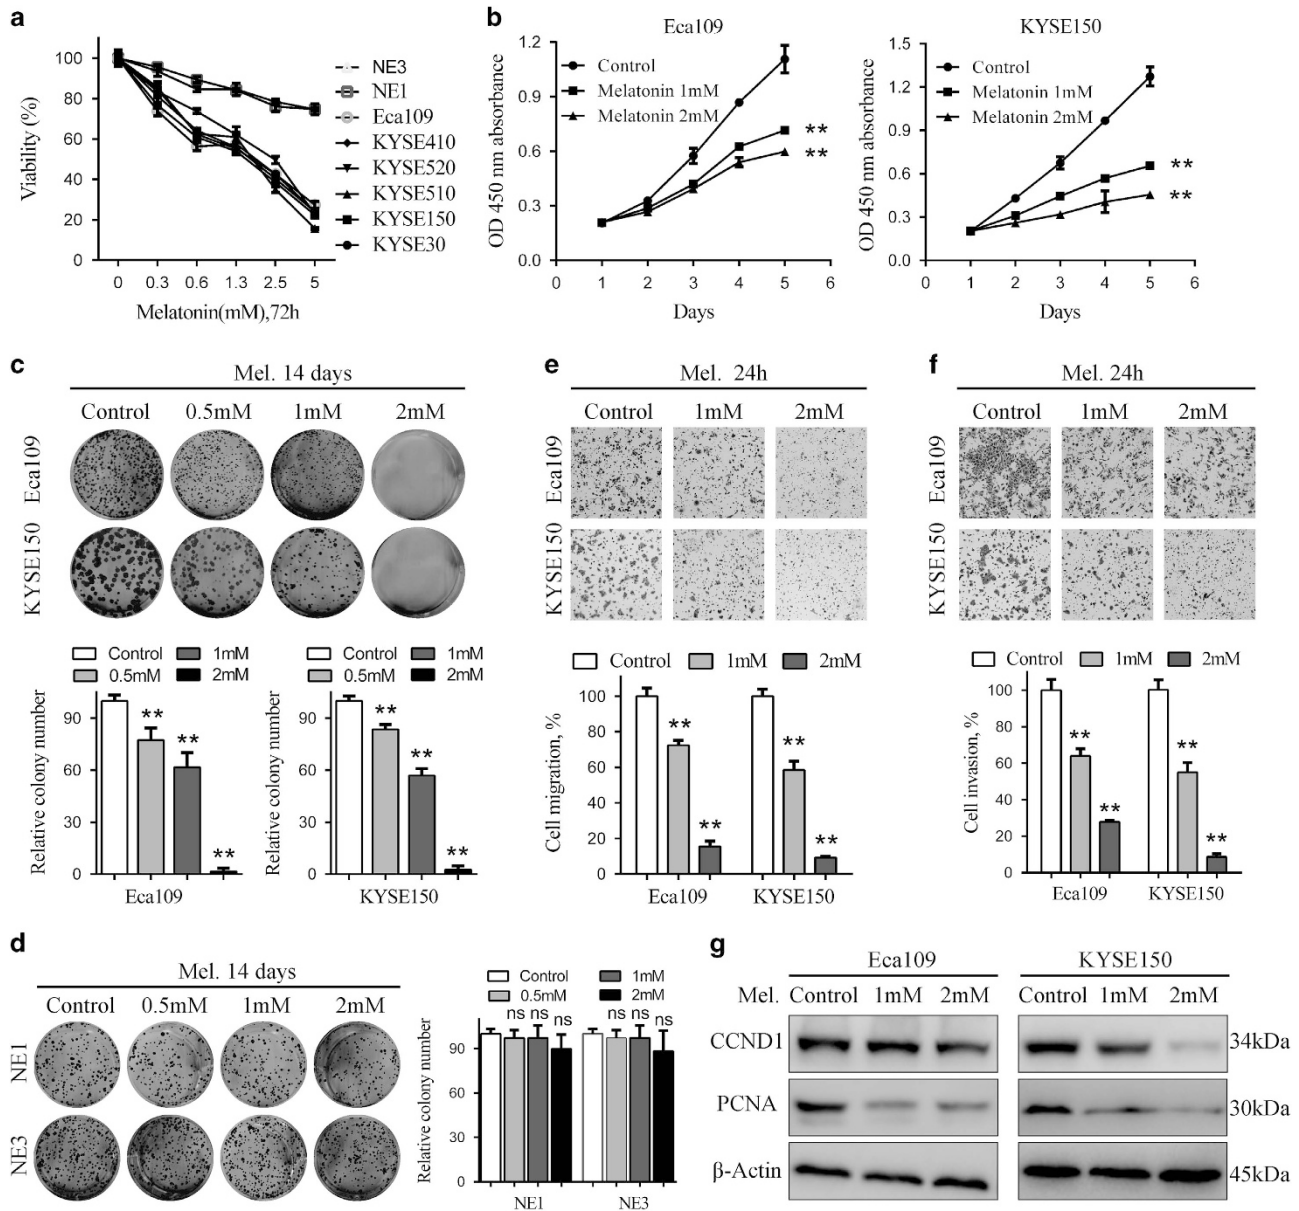 a
Viability (%)
100
80
60
40
20
0
0 0.3 0.6 1.3 2.5 5
Melatonin(mM),72h
NE3
NE1
Eca109
KYSE410
KYSE520
KYSE510
KYSE150
KYSE30
b
Eca109
OD 450 nm absorbance
1.2
0.9
0.6
0.3
0.0
Control
Melatonin 1mM
Melatonin 2mM
**
**
0 1 2 3 4 5 6
Days
KYSE150
OD 450 nm absorbance
1.5
1.2
0.9
0.6
0.3
0.0
Control
Melatonin 1mM
Melatonin 2mM
**
**
0 1 2 3 4 5 6
Days
c
Mel. 14 days
Control 0.5mM 1mM 2mM
Eca109
KYSE150
Control 1mM
0.5mM 2mM
Relative colony number
90
60
30
0
** ** **
Eca109
Control 1mM
0.5mM 2mM
Relative colony number
90
60
30
0
** ** **
KYSE150
e
Mel. 24h
Control 1mM 2mM
Eca109
KYSE150
Control 1mM 2mM
Cell migration, %
100
80
60
40
20
0
** ** ** **
Eca109 KYSE150
f
Mel. 24h
Control 1mM 2mM
Eca109
KYSE150
Control 1mM 2mM
Cell invasion, %
100
80
60
40
20
0
** ** ** **
Eca109 KYSE150
d
Mel. 14 days
Control 0.5mM 1mM 2mM
NE1
NE3
Control 1mM
0.5mM 2mM
Relative colony number
90
60
30
0
ns ns ns ns ns ns
NE1 NE3
g
Eca109 KYSE150
Mel. Control 1mM 2mM Control 1mM 2mM
CCND1 34kDa
PCNA 30kDa
β-Actin 45kDa